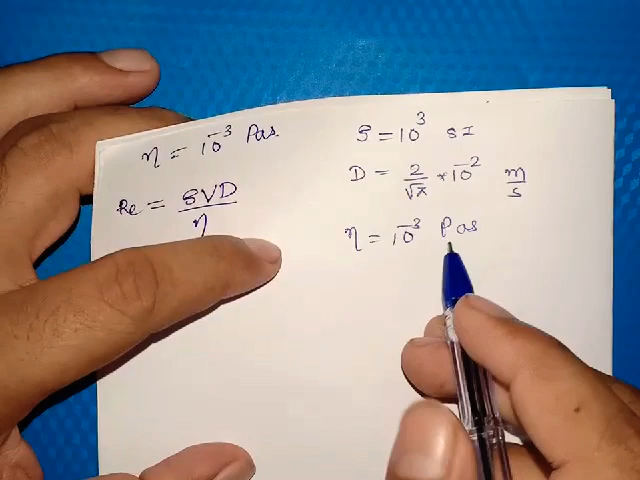 η = 10⁻³ Pas
Re = ρVD/η
ρ = 10³ SI
D = 2/√π × 10⁻² m/s
η = 10⁻³ Pas